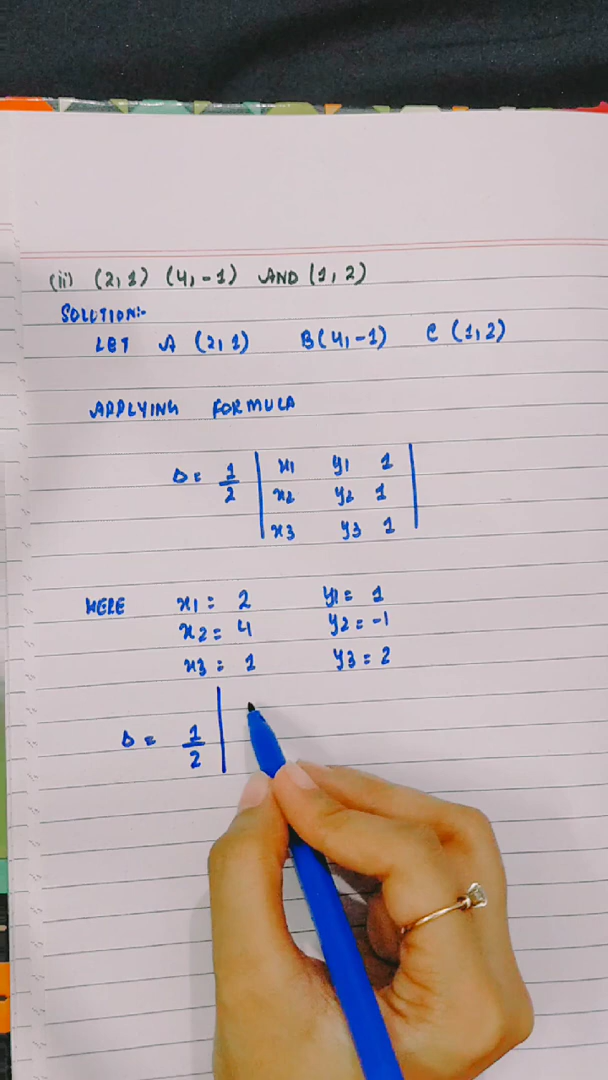 (ii) (2,1) (4,-1) AND (1,2)
SOLUTION:-
LET A (2,1) B(4,-1) C (1,2)
APPLYING FORMULA
Δ = 1/2 | x1 y1 1
x2 y2 1
x3 y3 1 |
HERE x1 = 2 y1 = 1
x2 = 4 y2 = -1
x3 = 1 y3 = 2
Δ = 1/2 |